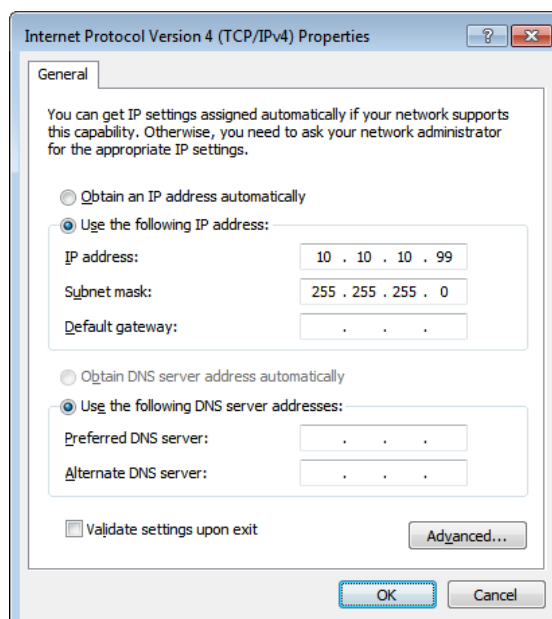 Internet Protocol Version 4 (TCP/IPv4) Properties
?
General
You can get IP settings assigned automatically if your network supports
this capability. Otherwise, you need to ask your network administrator
for the appropriate IP settings.
Obtain an IP address automatically
Use the following IP address:
IP address: 10 . 10 . 10 . 99
Subnet mask: 255 . 255 . 255 . 0
Default gateway: . . .
Obtain DNS server address automatically
Use the following DNS server addresses:
Preferred DNS server: . . .
Alternate DNS server: . . .
Validate settings upon exit Advanced...
OK Cancel